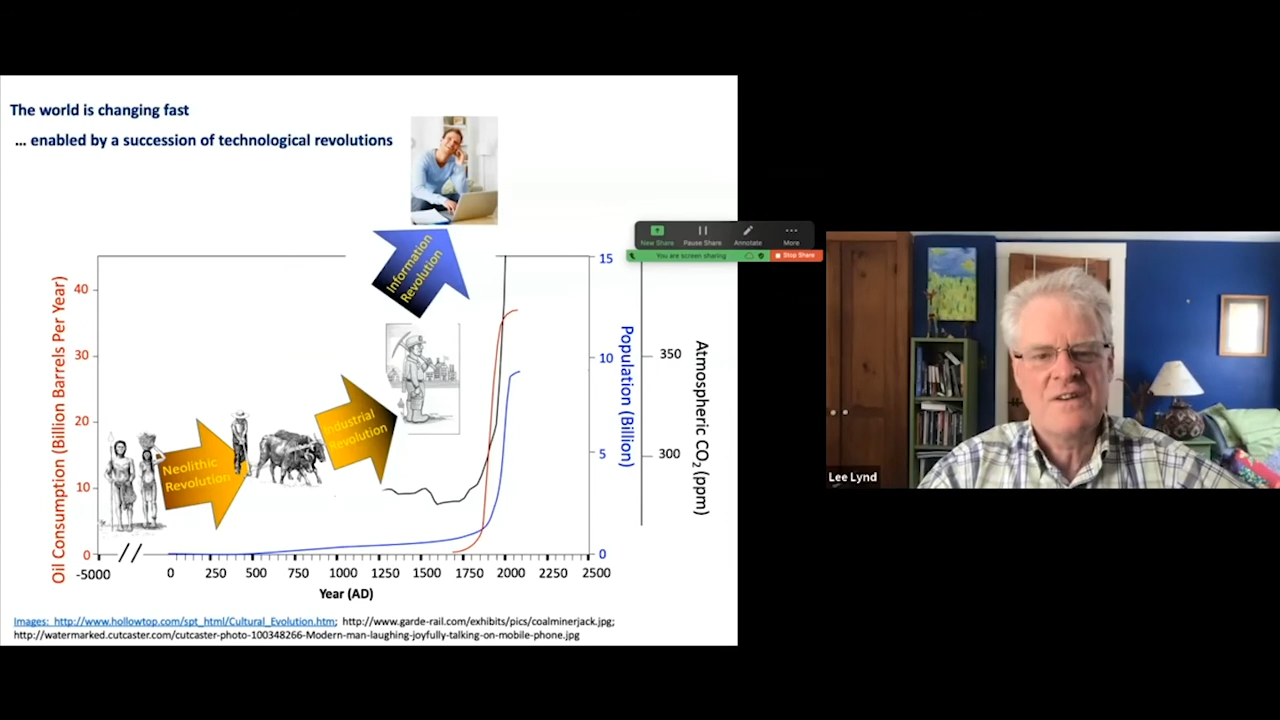 The world is changing fast
... enabled by a succession of technological revolutions
Information
Revolution
New Share
Pause Share
Annotate
More
You are screen sharing
Stop Share
Oil Consumption (Billion Barrels Per Year)
40
30
20
10
0
15
10
5
0
Population (Billion)
350
300
Atmospheric CO2 (ppm)
Neolithic
Revolution
Industrial
Revolution
Lee Lynd
-5000
0
250
500
750
1000
1250
1500
1750
2000
2250
2500
Year (AD)
Images: http://www.hollowtop.com/spt_html/Cultural_Evolution.htm; http://www.garde-rail.com/exhibits/pics/coalminerjack.jpg;
http://watermarked.cutcaster.com/cutcaster-photo-100348266-Modern-man-laughing-joyfully-talking-on-mobile-phone.jpg